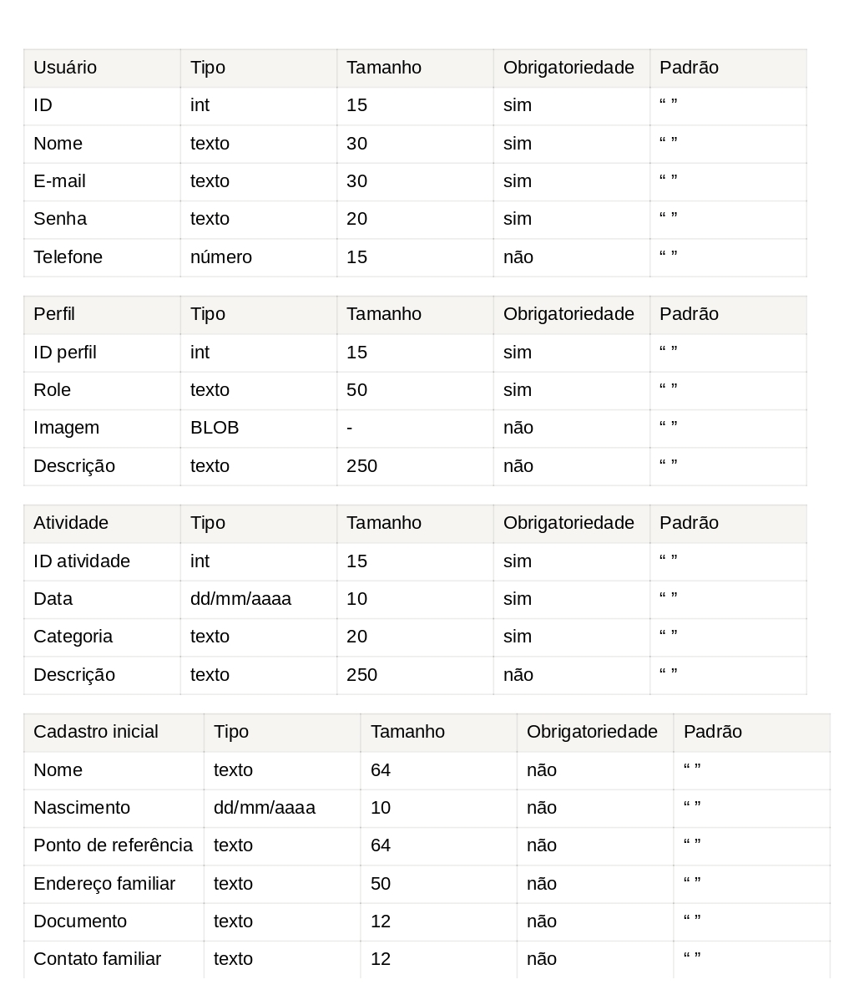 Usuário Tipo Tamanho Obrigatoriedade Padrão
ID int 15 sim “ ”
Nome texto 30 sim “ ”
E-mail texto 30 sim “ ”
Senha texto 20 sim “ ”
Telefone número 15 não “ ”
Perfil Tipo Tamanho Obrigatoriedade Padrão
ID perfil int 15 sim “ ”
Role texto 50 sim “ ”
Imagem BLOB - não “ ”
Descrição texto 250 não “ ”
Atividade Tipo Tamanho Obrigatoriedade Padrão
ID atividade int 15 sim “ ”
Data dd/mm/aaaa 10 sim “ ”
Categoria texto 20 sim “ ”
Descrição texto 250 não “ ”
Cadastro inicial Tipo Tamanho Obrigatoriedade Padrão
Nome texto 64 não “ ”
Nascimento dd/mm/aaaa 10 não “ ”
Ponto de referência texto 64 não “ ”
Endereço familiar texto 50 não “ ”
Documento texto 12 não “ ”
Contato familiar texto 12 não “ ”